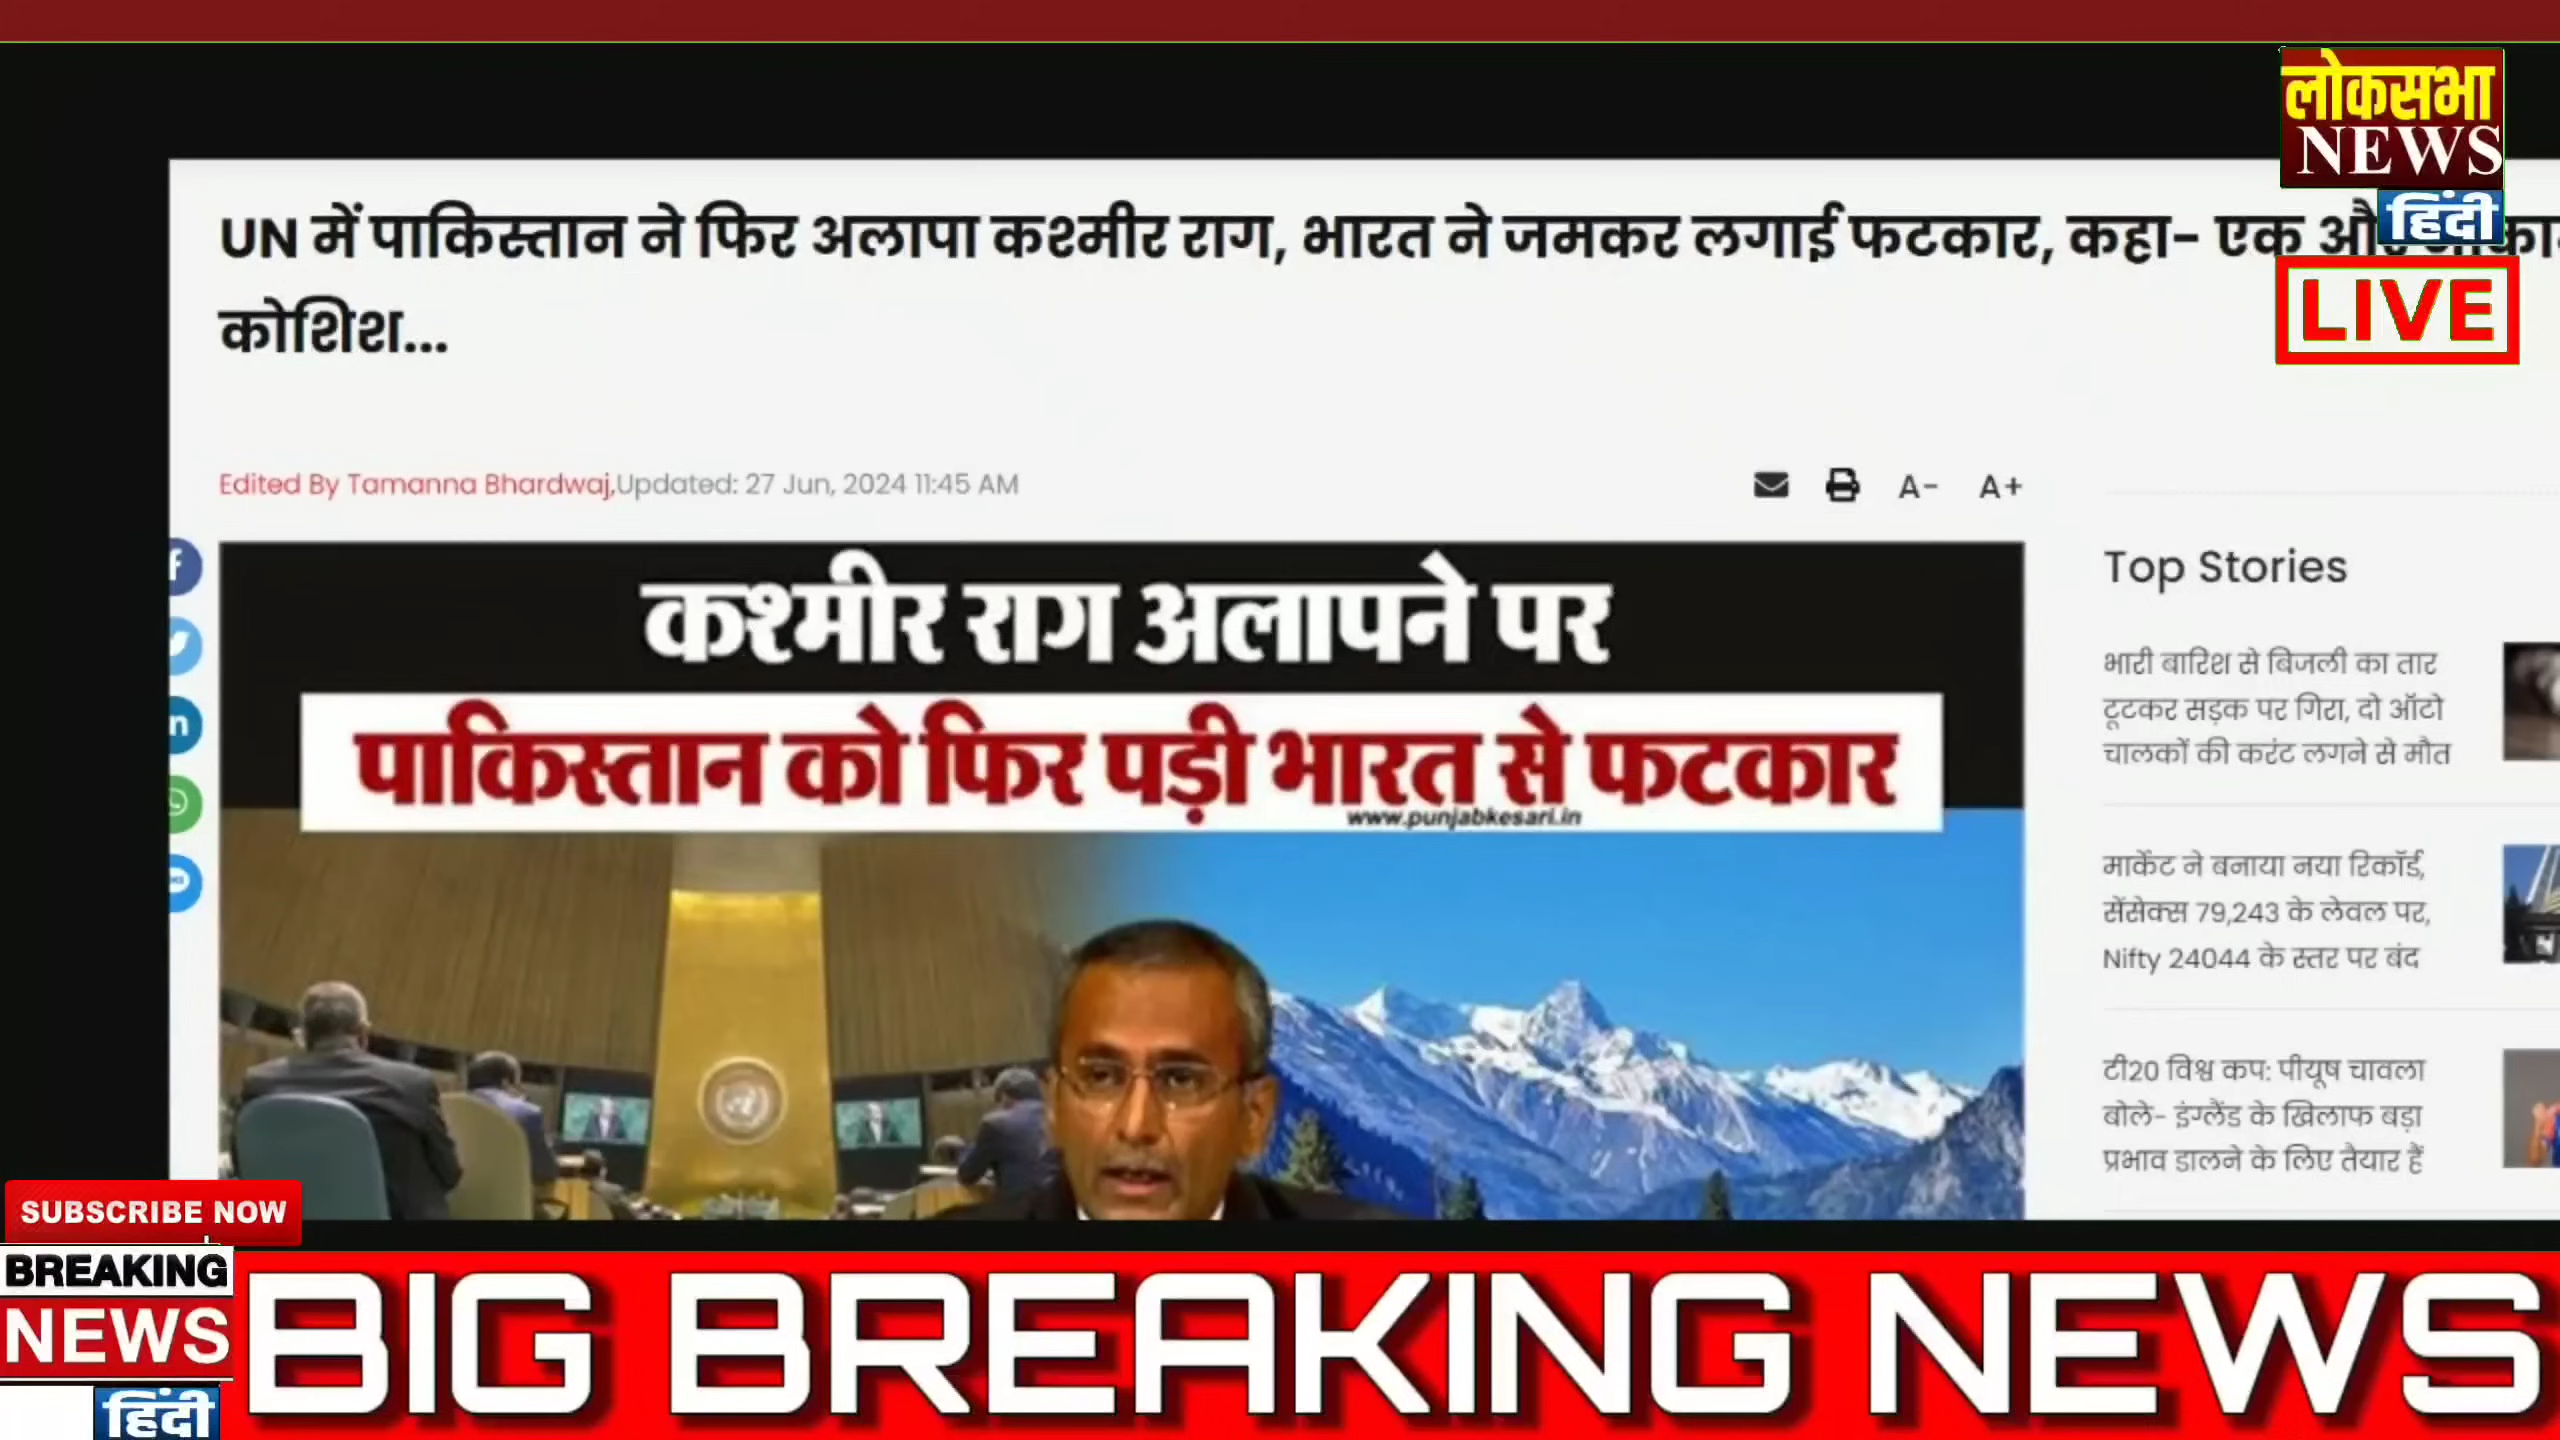 लोकसभा
NEWS
हिंदी
LIVE
UN में पाकिस्तान ने फिर अलापा कश्मीर राग, भारत ने जमकर लगाई फटकार, कहा- एक
कोशिश...
Edited By Tamanna Bhardwaj,Updated: 27 Jun, 2024 11:45 AM
A- A+
कश्मीर राग अलापने पर
पाकिस्तान को फिर पड़ी भारत से फटकार
www.punjabkesari.in
Top Stories
भारी बारिश से बिजली का तार
टूटकर सड़क पर गिरा, दो ऑटो
चालकों की करंट लगने से मौत
मार्केट ने बनाया नया रिकॉर्ड,
सेंसेक्स 79,243 के लेवल पर,
Nifty 24044 के स्तर पर बंद
टी20 विश्व कप: पीयूष चावला
बोले- इंग्लैंड के खिलाफ बड़ा
प्रभाव डालने के लिए तैयार हैं
SUBSCRIBE NOW
BREAKING
NEWS
हिंदी
BIG BREAKING NEWS